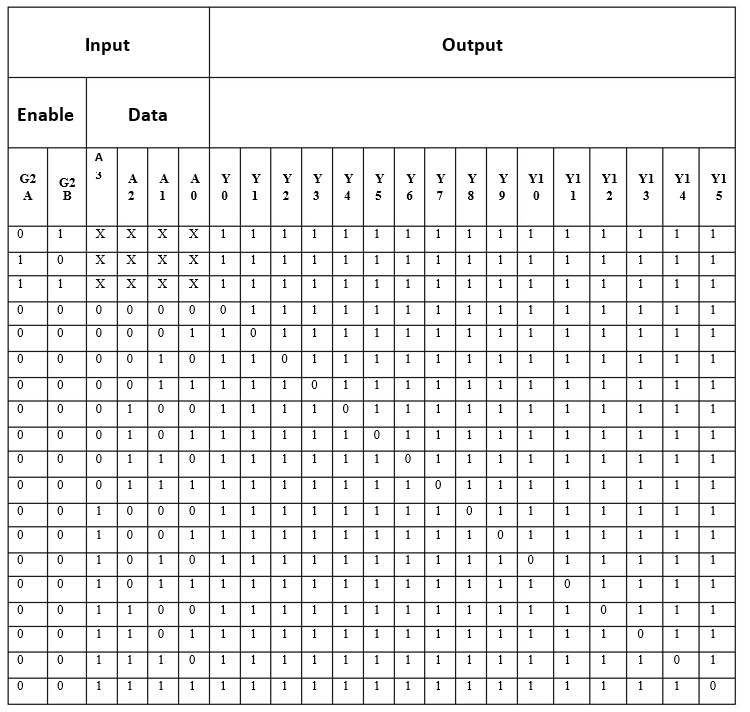 Input Output
Enable Data
G2 A G2 B A 3 A 2 A 1 A 0 Y 0 Y 1 Y 2 Y 3 Y 4 Y 5 Y 6 Y 7 Y 8 Y 9 Y1 0 Y1 1 Y1 2 Y1 3 Y1 4 Y1 5
0 1 X X X X 1 1 1 1 1 1 1 1 1 1 1 1 1 1 1 1
1 0 X X X X 1 1 1 1 1 1 1 1 1 1 1 1 1 1 1 1
1 1 X X X X 1 1 1 1 1 1 1 1 1 1 1 1 1 1 1 1
0 0 0 0 0 0 0 1 1 1 1 1 1 1 1 1 1 1 1 1 1 1
0 0 0 0 0 1 1 0 1 1 1 1 1 1 1 1 1 1 1 1 1 1
0 0 0 0 1 0 1 1 0 1 1 1 1 1 1 1 1 1 1 1 1 1
0 0 0 0 1 1 1 1 1 0 1 1 1 1 1 1 1 1 1 1 1 1
0 0 0 1 0 0 1 1 1 1 0 1 1 1 1 1 1 1 1 1 1 1
0 0 0 1 0 1 1 1 1 1 1 0 1 1 1 1 1 1 1 1 1 1
0 0 0 1 1 0 1 1 1 1 1 1 0 1 1 1 1 1 1 1 1 1
0 0 0 1 1 1 1 1 1 1 1 1 1 0 1 1 1 1 1 1 1 1
0 0 1 0 0 0 1 1 1 1 1 1 1 1 0 1 1 1 1 1 1 1
0 0 1 0 0 1 1 1 1 1 1 1 1 1 1 0 1 1 1 1 1 1
0 0 1 0 1 0 1 1 1 1 1 1 1 1 1 1 0 1 1 1 1 1
0 0 1 0 1 1 1 1 1 1 1 1 1 1 1 1 1 0 1 1 1 1
0 0 1 1 0 0 1 1 1 1 1 1 1 1 1 1 1 1 0 1 1 1
0 0 1 1 0 1 1 1 1 1 1 1 1 1 1 1 1 1 1 0 1 1
0 0 1 1 1 0 1 1 1 1 1 1 1 1 1 1 1 1 1 1 0 1
0 0 1 1 1 1 1 1 1 1 1 1 1 1 1 1 1 1 1 1 1 0